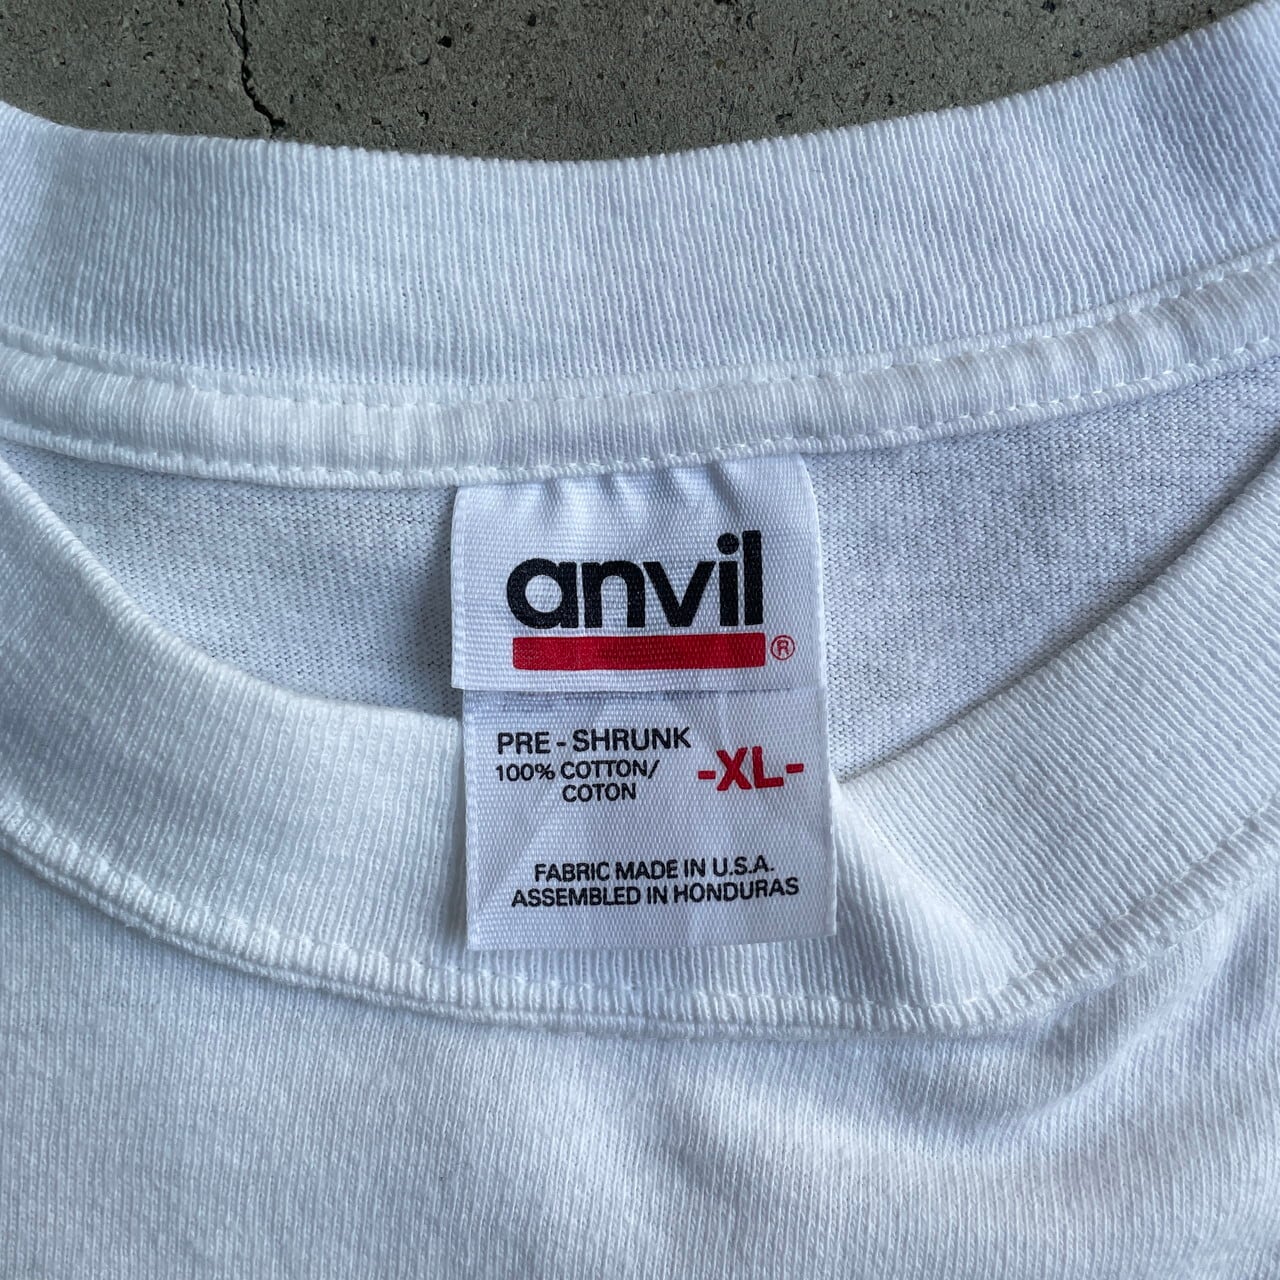 anvil®
PRE - SHRUNK
100% COTTON/
COTON
-XL-
FABRIC MADE IN U.S.A.
ASSEMBLED IN HONDURAS